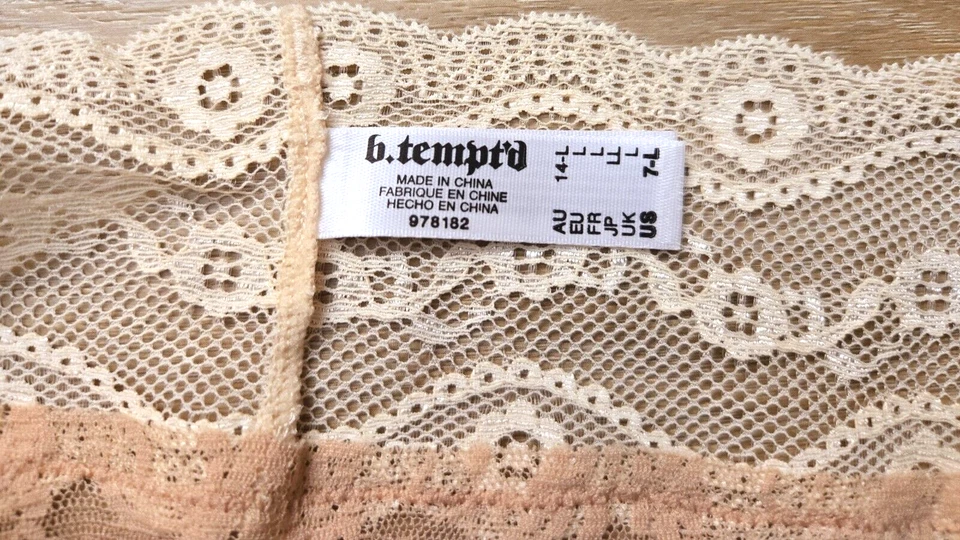 b.tempt'd
MADE IN CHINA
FABRIQUE EN CHINE
HECHO EN CHINA
978182
AU 14-L
EU L
FR L
JP LL
UK L
US 7-L